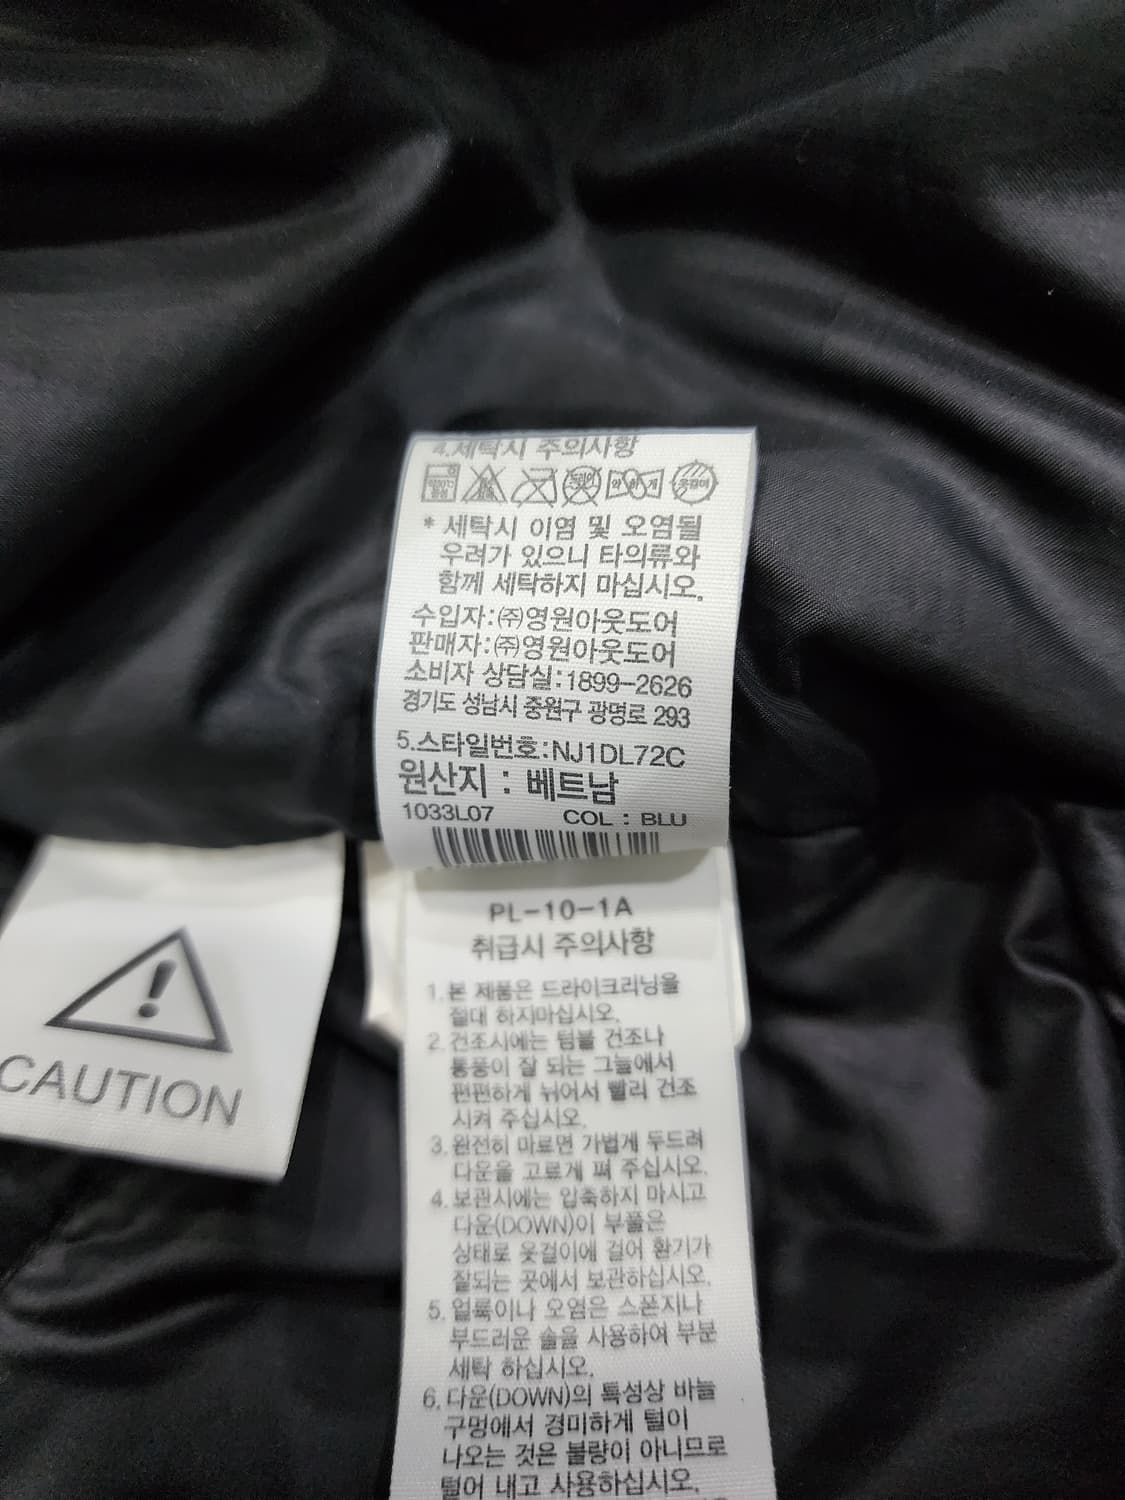 4.세탁시 주의사항
* 세탁시 이염 및 오염될
우려가 있으니 타의류와
함께 세탁하지 마십시오.
수입자:㈜영원아웃도어
판매자:㈜영원아웃도어
소비자 상담실:1899-2626
경기도 성남시 중원구 광명로 293
5.스타일번호:NJ1DL72C
원산지 : 베트남
1033L07 COL : BLU
CAUTION
PL-10-1A
취급시 주의사항
1.본 제품은 드라이크리닝을
절대 하지마십시오.
2.건조시에는 텀블 건조나
통풍이 잘 되는 그늘에서
편편하게 뉘어서 빨리 건조
시켜 주십시오.
3.완전히 마르면 가볍게 두드려
다운을 고르게 펴 주십시오.
4.보관시에는 압축하지 마시고
다운(DOWN)이 부풀은
상태로 옷걸이에 걸어 환기가
잘되는 곳에서 보관하십시오.
5.얼룩이나 오염은 스폰지나
부드러운 솔을 사용하여 부분
세탁 하십시오.
6.다운(DOWN)의 특성상 바늘
구멍에서 경미하게 털이
나오는 것은 불량이 아니므로
털어 내고 사용하십시오.